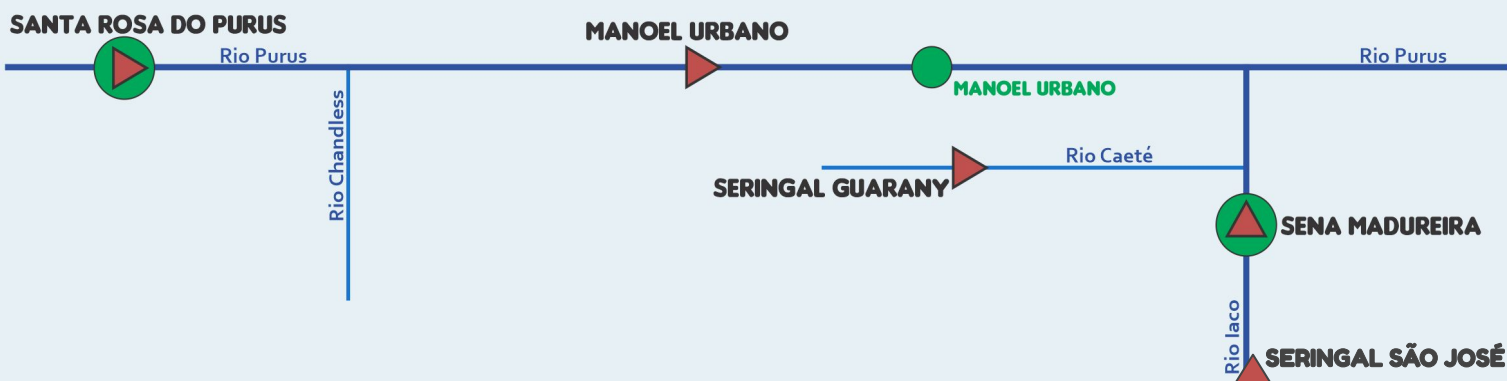 SANTA ROSA DO PURUS
MANOEL URBANO
Rio Purus
Rio Purus
MANOEL URBANO
Rio Chandless
Rio Caeté
SERINGAL GUARANY
SENA MADUREIRA
Rio Iaco
SERINGAL SÃO JOSÉ